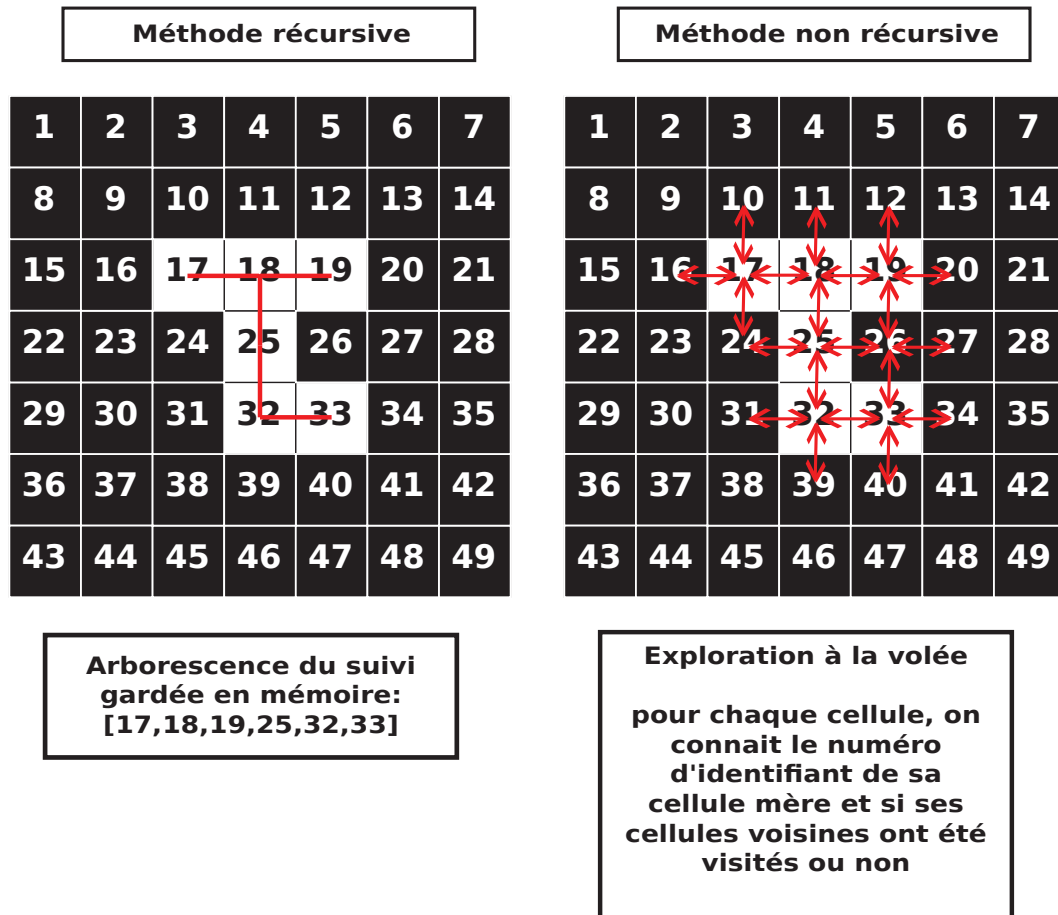 Méthode récursive
1 2 3 4 5 6 7
8 9 10 11 12 13 14
15 16 17 18 19 20 21
22 23 24 25 26 27 28
29 30 31 32 33 34 35
36 37 38 39 40 41 42
43 44 45 46 47 48 49
Arborescence du suivi
gardée en mémoire:
[17,18,19,25,32,33]
Méthode non récursive
1 2 3 4 5 6 7
8 9 10 11 12 13 14
15 16 17 18 19 20 21
22 23 24 25 26 27 28
29 30 31 32 33 34 35
36 37 38 39 40 41 42
43 44 45 46 47 48 49
Exploration à la volée
pour chaque cellule, on
connait le numéro
d'identifiant de sa
cellule mère et si ses
cellules voisines ont été
visités ou non